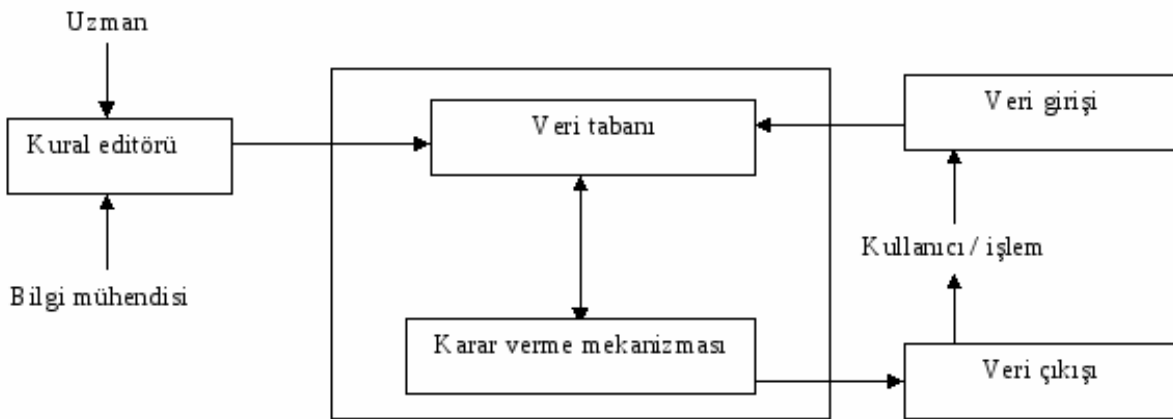 Uzman
Kural editörü
Bilgi mühendisi
Veri tabanı
Karar verme mekanizması
Veri girişi
Kullanıcı / işlem
Veri çıkışı